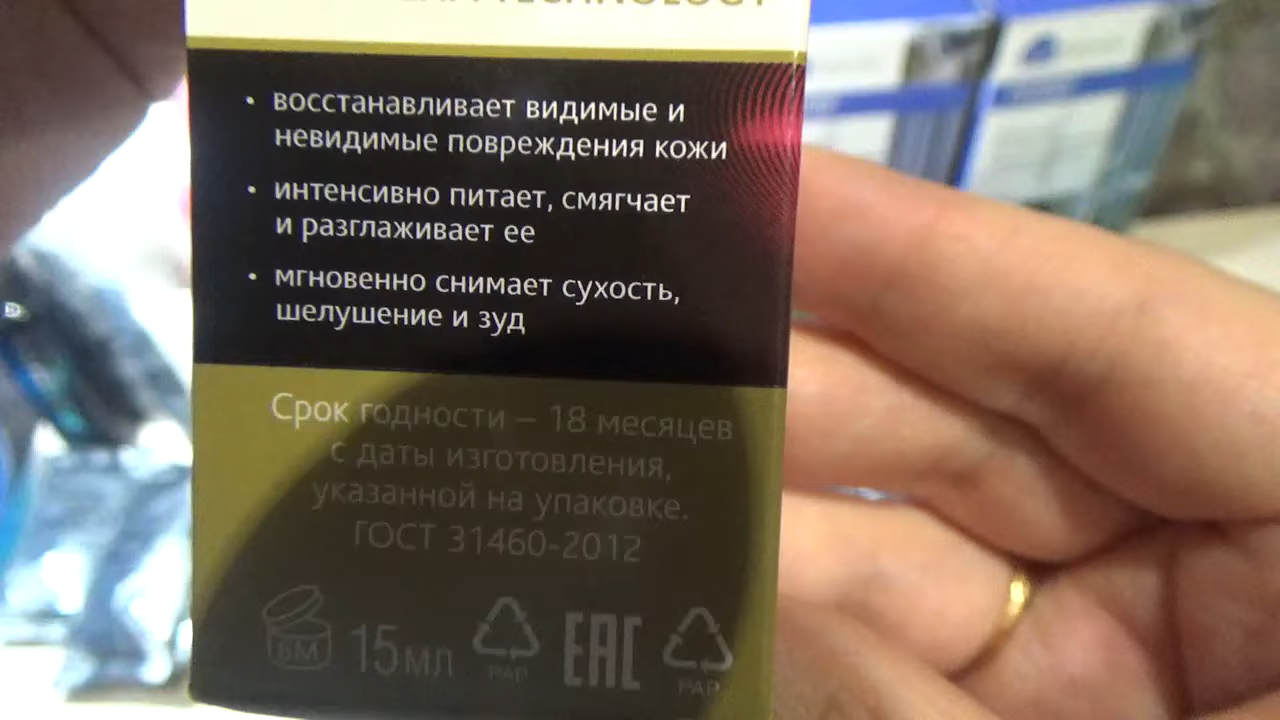 TECHNOLOGY
• восстанавливает видимые и
невидимые повреждения кожи
• интенсивно питает, смягчает
и разглаживает ее
• мгновенно снимает сухость,
шелушение и зуд
Срок годности – 18 месяцев
с даты изготовления,
указанной на упаковке.
ГОСТ 31460-2012
15мл
PAP
EAC
PAP